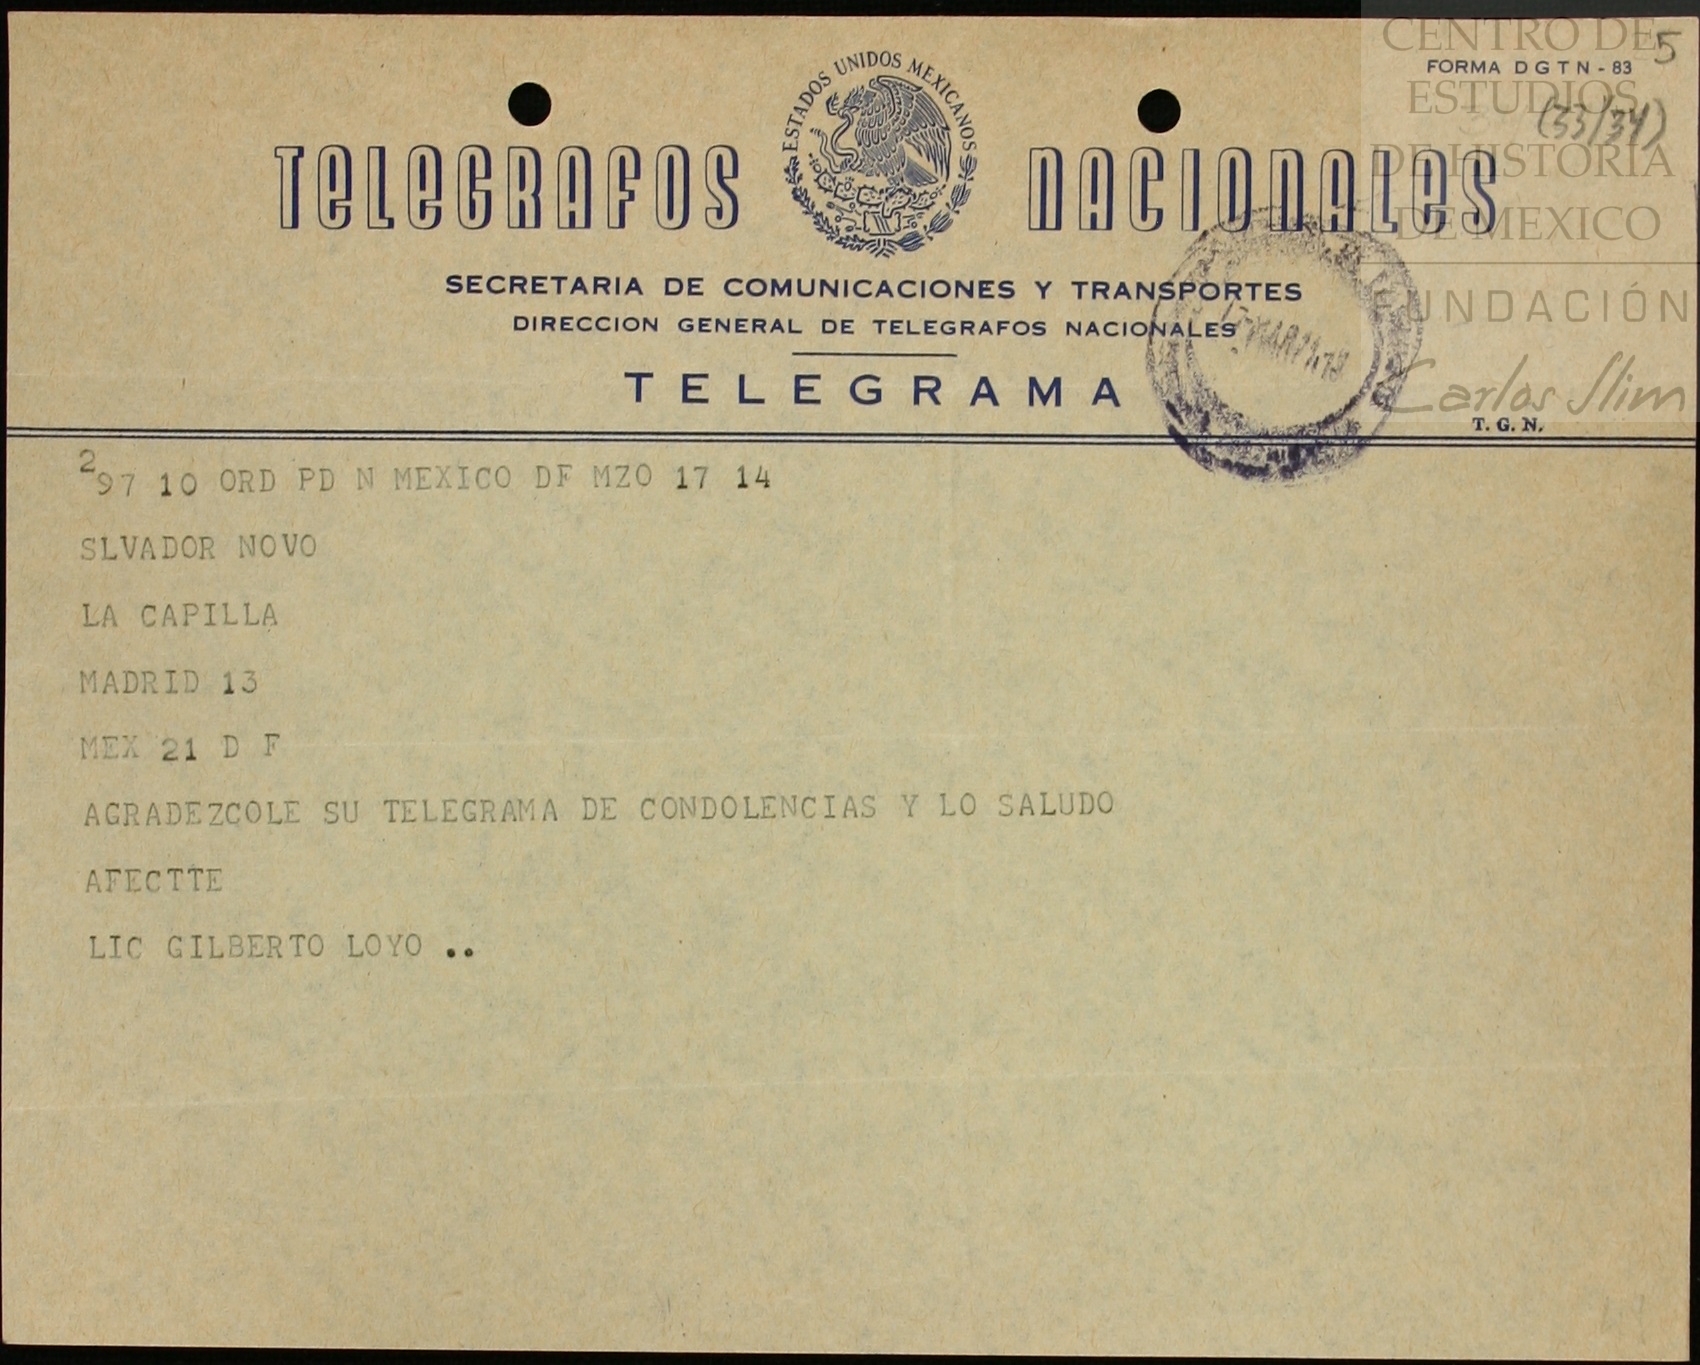 CENTRO DE
ESTUDIOS
DE HISTORIA
DE MEXICO
FUNDACIÓN
Carlos Slim
5
FORMA DGTN-83
(33/34)
ESTADOS UNIDOS MEXICANOS
TELEGRAFOS NACIONALES
SECRETARIA DE COMUNICACIONES Y TRANSPORTES
DIRECCION GENERAL DE TELEGRAFOS NACIONALES
TELEGRAMA
T. G. N.
297 10 ORD PD N MEXICO DF MZO 17 14
SLVADOR NOVO
LA CAPILLA
MADRID 13
MEX 21 D F
AGRADEZCOLE SU TELEGRAMA DE CONDOLENCIAS Y LO SALUDO
AFECTTE
LIC GILBERTO LOYO ..